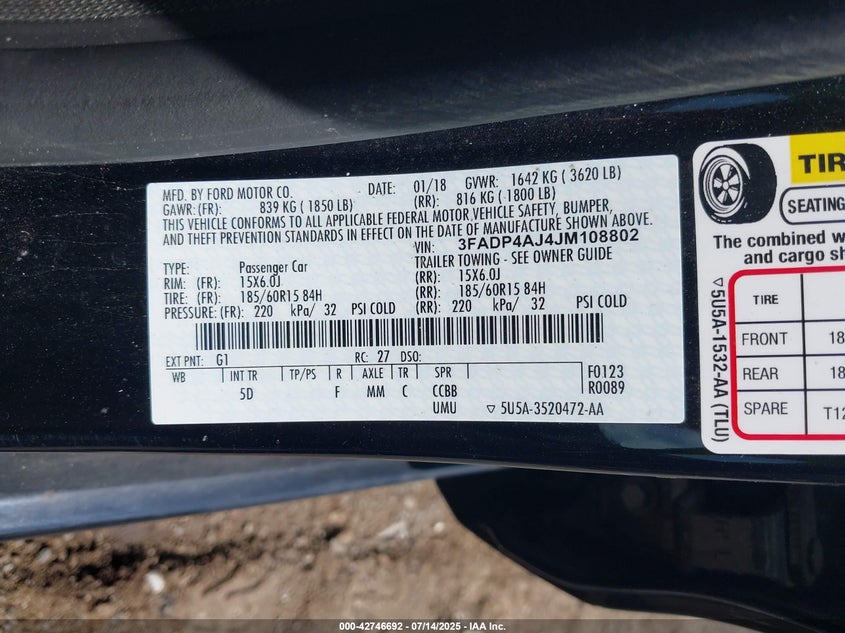 MFD. BY FORD MOTOR CO. DATE: 01/18 GVWR: 1642 KG ( 3620 LB)
GAWR: (FR): 839 KG ( 1850 LB) (RR): 816 KG ( 1800 LB)
THIS VEHICLE CONFORMS TO ALL APPLICABLE FEDERAL MOTOR VEHICLE SAFETY, BUMPER,
AND THEFT PREVENTION STANDARDS IN EFFECT ON THE DATE OF MANUFACTURE SHOWN ABOVE.
VIN: 3FADP4AJ4JM108802
TRAILER TOWING - SEE OWNER GUIDE
TYPE: Passenger Car
RIM: (FR): 15X6.0J (RR): 15X6.0J
TIRE: (FR): 185/60R15 84H (RR): 185/60R15 84H
PRESSURE: (FR): 220 kPa/ 32 PSI COLD (RR): 220 kPa/ 32 PSI COLD
EXT PNT: G1 RC: 27 DSO:
WB INT TR TP/PS R AXLE TR SPR F0123
5D F MM C CCBB R0089
UMU ▽ 5U5A-3520472-AA
TIR
SEATING
The combined w
and cargo sh
TIRE
FRONT 18
REAR 18
SPARE T12
▽5U5A-1532-AA (TLU)
000-42746692 - 07/14/2025 - IAA Inc.